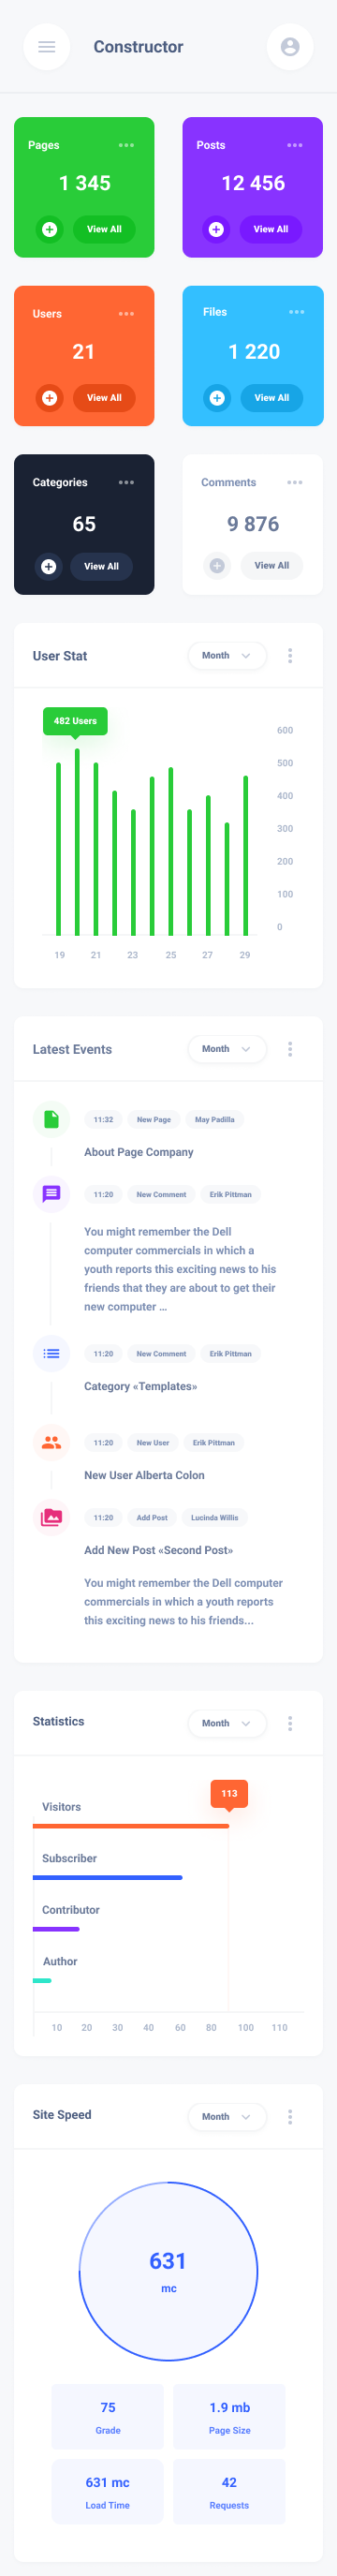 Constructor
Pages
1 345
View All
Posts
12 456
View All
Users
21
View All
Files
1 220
View All
Categories
65
View All
Comments
9 876
View All
User Stat
Month
482 Users
600
500
400
300
200
100
0
19 21 23 25 27 29
Latest Events
Month
11:32 New Page May Padilla
About Page Company
11:20 New Comment Erik Pittman
You might remember the Dell
computer commercials in which a
youth reports this exciting news to his
friends that they are about to get their
new computer ...
11:20 New Comment Erik Pittman
Category «Templates»
11:20 New User Erik Pittman
New User Alberta Colon
11:20 Add Post Lucinda Willis
Add New Post «Second Post»
You might remember the Dell computer
commercials in which a youth reports
this exciting news to his friends...
Statistics
Month
113
Visitors
Subscriber
Contributor
Author
10 20 30 40 60 80 100 110
Site Speed
Month
631
mc
75
Grade
1.9 mb
Page Size
631 mc
Load Time
42
Requests